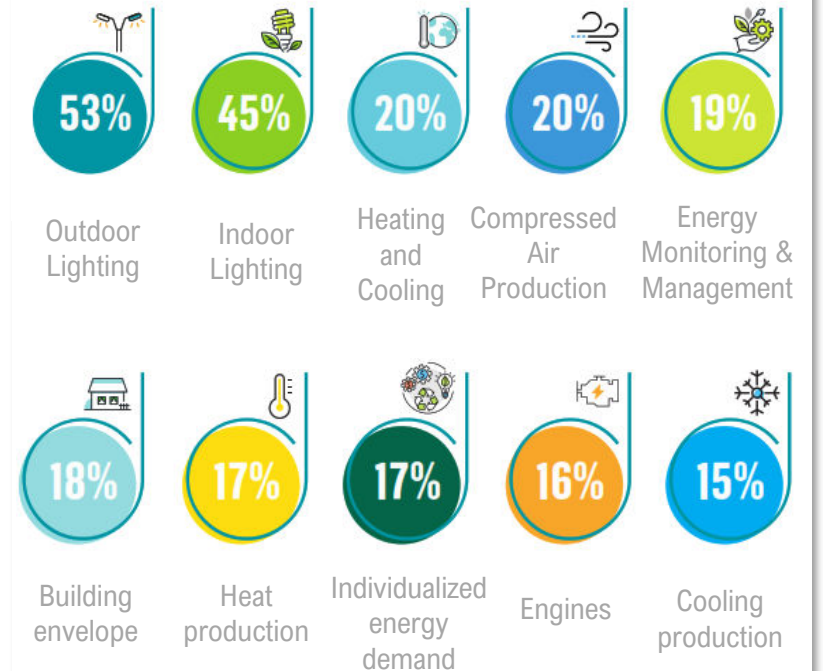 53%
45%
20%
20%
19%
Outdoor
Lighting
Indoor
Lighting
Heating
and
Cooling
Compressed
Air
Production
Energy
Monitoring &
Management
18%
17%
17%
16%
15%
Building
envelope
Heat
production
Individualized
energy
demand
Engines
Cooling
production